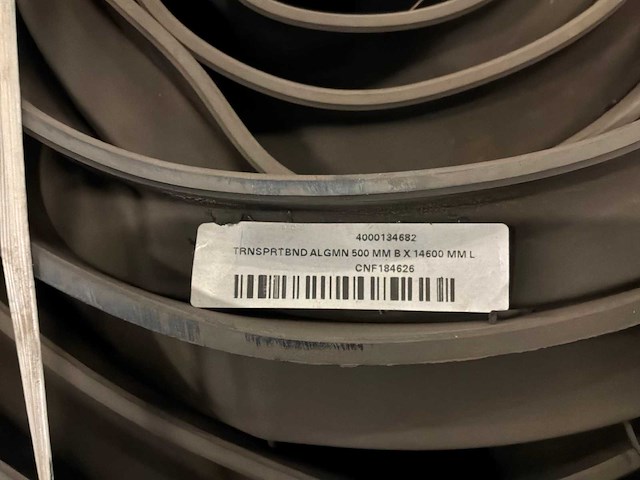 4000134682
TRNSPRTBND ALGMN 500 MM B X 14600 MM L
CNF184626